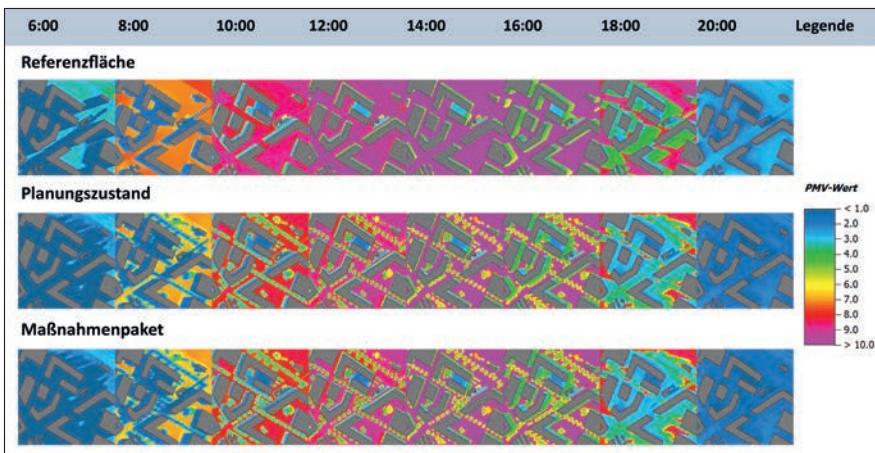 6:00 8:00 10:00 12:00 14:00 16:00 18:00 20:00 Legende
Referenzfläche
Planungszustand
Maßnahmenpaket
PMV-Wert
< 1.0
2.0
3.0
4.0
5.0
6.0
7.0
8.0
9.0
> 10.0